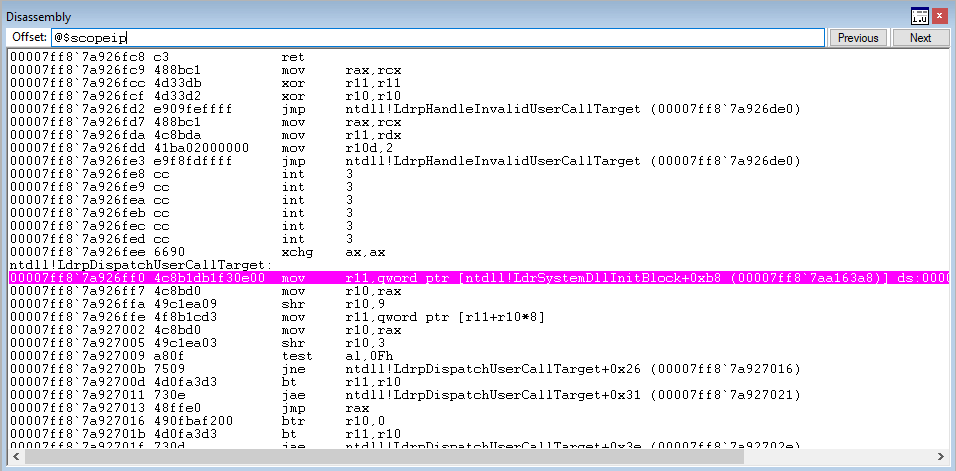 Disassembly
Offset: @$scopeip Previous Next
00007ff8`7a926fc8 c3 ret
00007ff8`7a926fc9 488bc1 mov rax,rcx
00007ff8`7a926fcc 4d33db xor r11,r11
00007ff8`7a926fcf 4d33d2 xor r10,r10
00007ff8`7a926fd2 e909feffff jmp ntdll!LdrpHandleInvalidUserCallTarget (00007ff8`7a926de0)
00007ff8`7a926fd7 488bc1 mov rax,rcx
00007ff8`7a926fda 4c8bda mov r11,rdx
00007ff8`7a926fdd 41ba02000000 mov r10d,2
00007ff8`7a926fe3 e9f8fdffff jmp ntdll!LdrpHandleInvalidUserCallTarget (00007ff8`7a926de0)
00007ff8`7a926fe8 cc int 3
00007ff8`7a926fe9 cc int 3
00007ff8`7a926fea cc int 3
00007ff8`7a926feb cc int 3
00007ff8`7a926fec cc int 3
00007ff8`7a926fed cc int 3
00007ff8`7a926fee 6690 xchg ax,ax
ntdll!LdrpDispatchUserCallTarget:
00007ff8`7a926ff0 4c8b1db1f30e00 mov r11,qword ptr [ntdll!LdrSystemDllInitBlock+0xb8 (00007ff8`7aa163a8)] ds:0000
00007ff8`7a926ff7 4c8bd0 mov r10,rax
00007ff8`7a926ffa 49c1ea09 shr r10,9
00007ff8`7a926ffe 4f8b1cd3 mov r11,qword ptr [r11+r10*8]
00007ff8`7a927002 4c8bd0 mov r10,rax
00007ff8`7a927005 49c1ea03 shr r10,3
00007ff8`7a927009 a80f test al,0Fh
00007ff8`7a92700b 7509 jne ntdll!LdrpDispatchUserCallTarget+0x26 (00007ff8`7a927016)
00007ff8`7a92700d 4d0fa3d3 bt r11,r10
00007ff8`7a927011 730e jae ntdll!LdrpDispatchUserCallTarget+0x31 (00007ff8`7a927021)
00007ff8`7a927013 48ffe0 jmp rax
00007ff8`7a927016 490fbaf200 btr r10,0
00007ff8`7a92701b 4d0fa3d3 bt r11,r10
00007ff8`7a92701f 730d jae ntdll!LdrpDispatchUserCallTarget+0x3e (00007ff8`7a92702e)